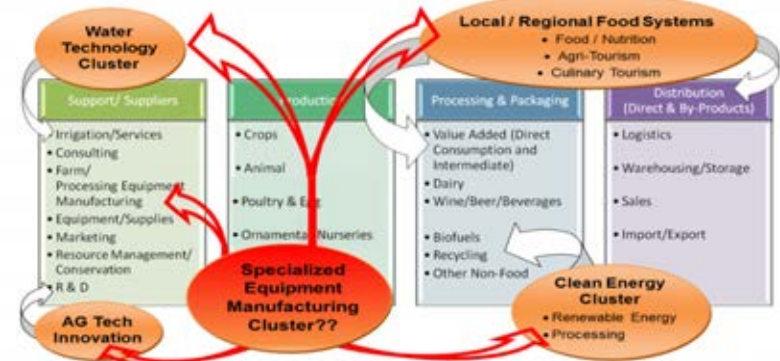 Water
Technology
Cluster
Local / Regional Food Systems
• Food / Nutrition
• Agri-Tourism
• Culinary Tourism
Support/ Suppliers
• Irrigation/Services
• Consulting
• Farm/
Processing Equipment
Manufacturing
• Equipment/Supplies
• Marketing
• Resource Management/
Conservation
• R & D
• Crops
• Animal
• Poultry & Egg
• Ornamental Nurseries
Processing & Packaging
• Value Added (Direct
Consumption and
Intermediate)
• Dairy
• Wine/Beer/Beverages
• Biofuels
• Recycling
• Other Non-Food
Distribution
(Direct & By-Products)
• Logistics
• Warehousing/Storage
• Sales
• Import/Export
Specialized
Equipment
Manufacturing
Cluster??
AG Tech
Innovation
Clean Energy
Cluster
• Renewable Energy
• Processing